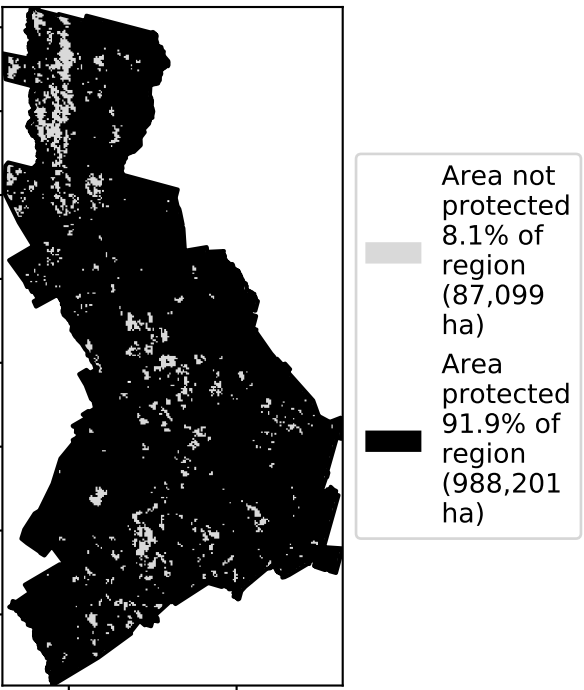 Area not
protected
8.1% of
region
(87,099
ha)
Area
protected
91.9% of
region
(988,201
ha)